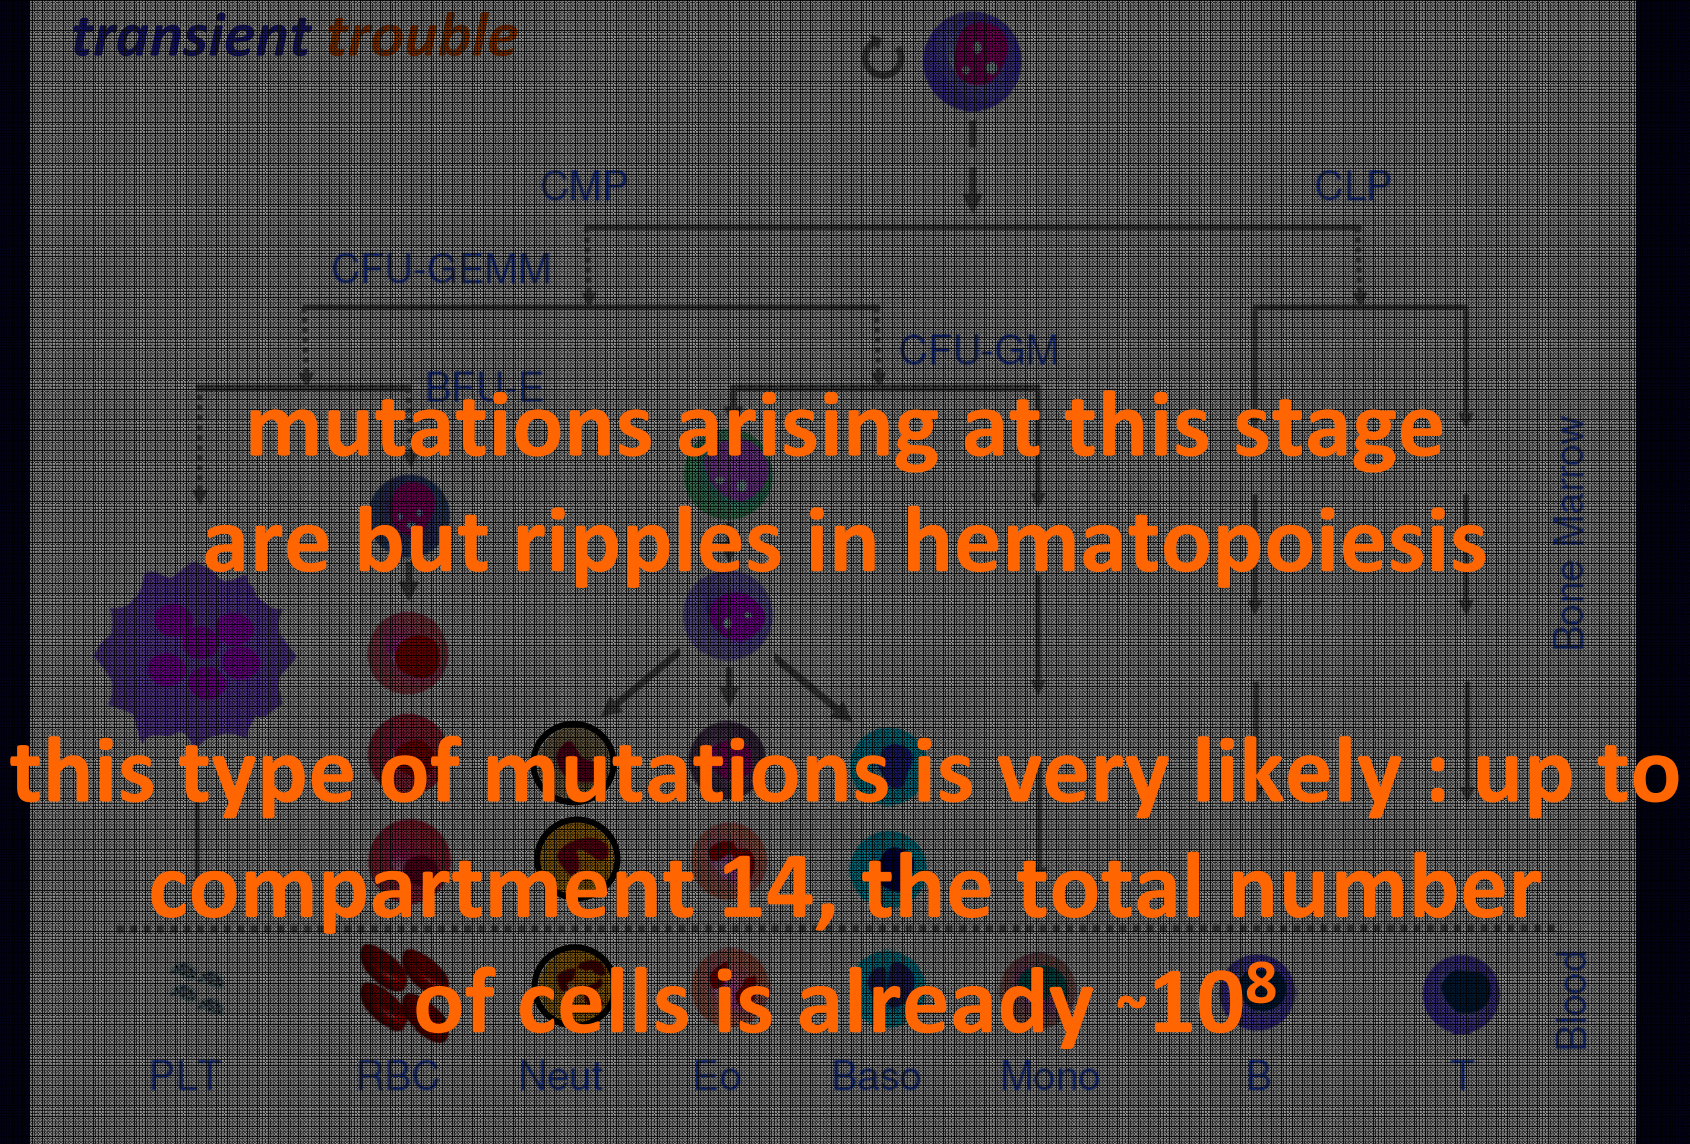 transient trouble
CMP
CLP
CFU-GEMM
CFU-GM
BFU-E
mutations arising at this stage
are but ripples in hematopoiesis
Bone Marrow
this type of mutations is very likely : up to
compartment 14, the total number
of cells is already ~10⁸
Blood
PLT RBC Neut Eo Baso Mono B T